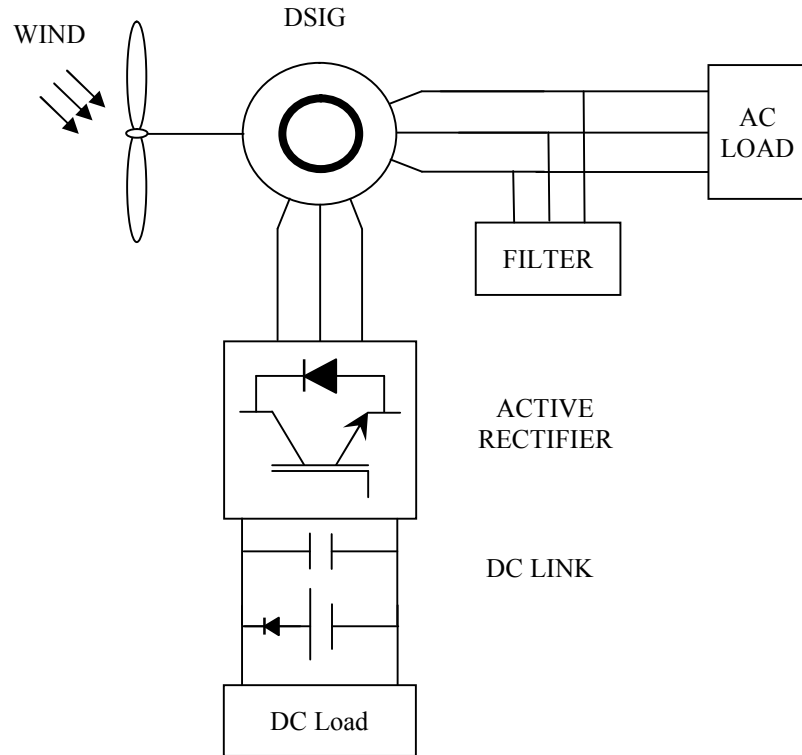 DSIG
WIND
AC
LOAD
FILTER
ACTIVE
RECTIFIER
DC LINK
DC Load